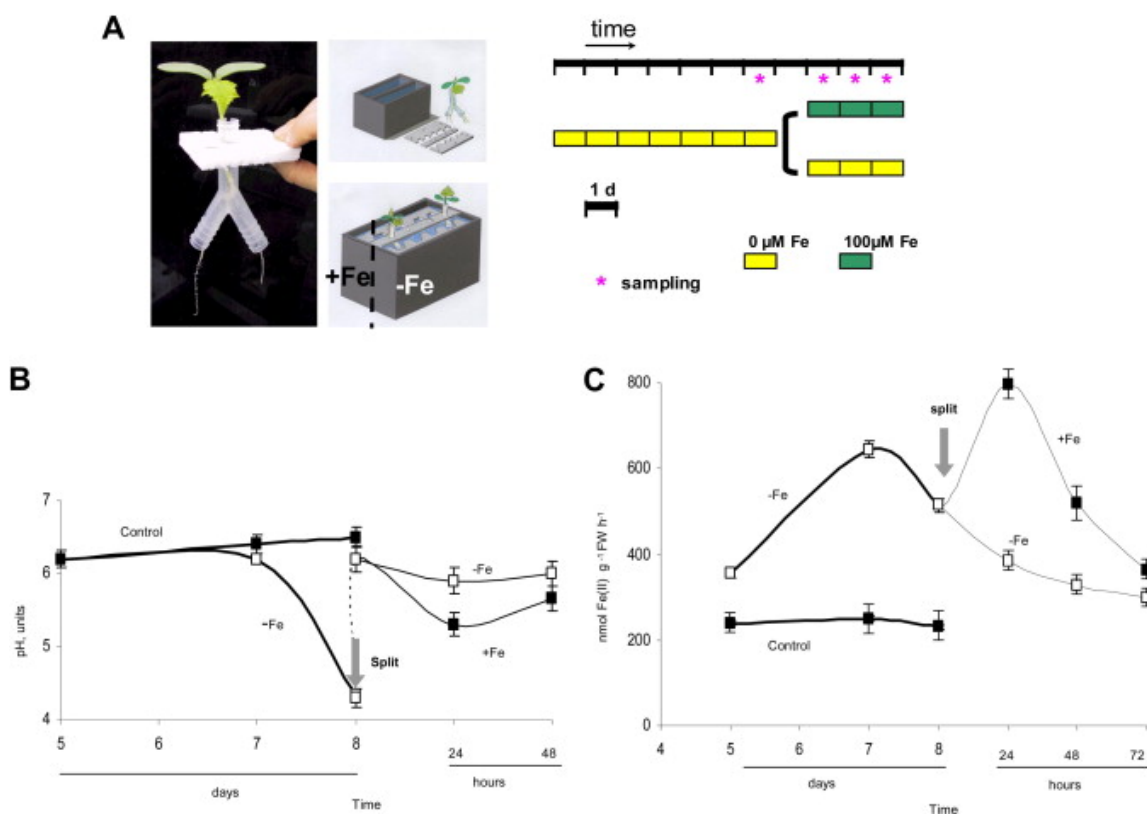 A
time
* * * *
1 d
0 µM Fe 100µM Fe
* sampling
+Fe -Fe
B
7
6
5
4
pH, units
Control
-Fe
Split
-Fe
+Fe
5 6 7 8 24 48
days hours
Time
C
800
600
400
200
0
nmol Fe(II) g⁻¹ FW h⁻¹
split
-Fe
+Fe
-Fe
Control
4 5 6 7 8 24 48 72
days hours
Time